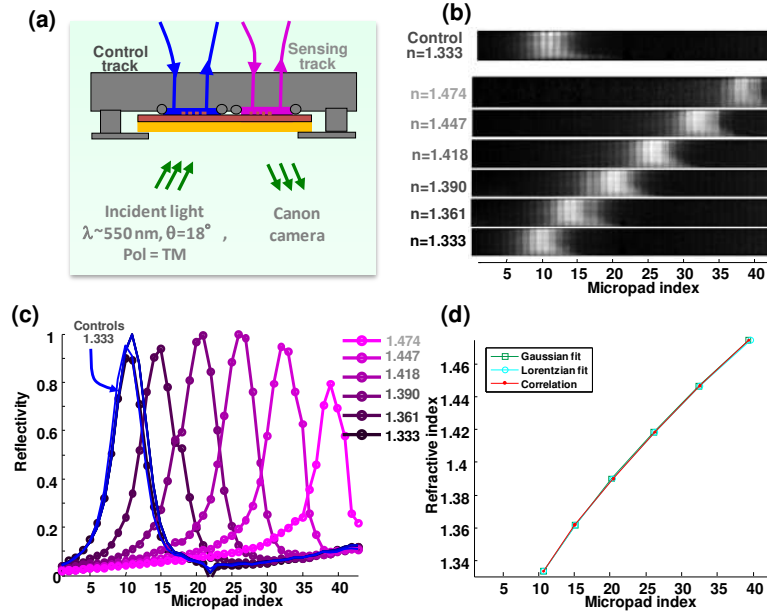 (a)
Control
track
Sensing
track
Incident light
λ~550 nm, θ=18° ,
Pol = TM
Canon
camera
(b)
Control
n=1.333
n=1.474
n=1.447
n=1.418
n=1.390
n=1.361
n=1.333
5 10 15 20 25 30 35 40
Micropad index
(c)
Controls
1.333
1.474
1.447
1.418
1.390
1.361
1.333
Reflectivity
1
0.8
0.6
0.4
0.2
0
5 10 15 20 25 30 35 40
Micropad index
(d)
Gaussian fit
Lorentzian fit
Correlation
Refractive index
1.46
1.44
1.42
1.4
1.38
1.36
1.34
5 10 15 20 25 30 35 40
Micropad index